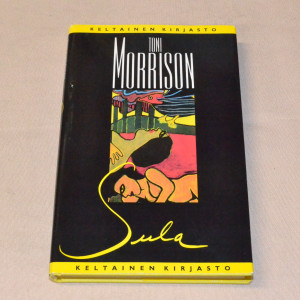 KELTAINEN KIRJASTO
TONI
MORRISON
Sula
KELTAINEN KIRJASTO